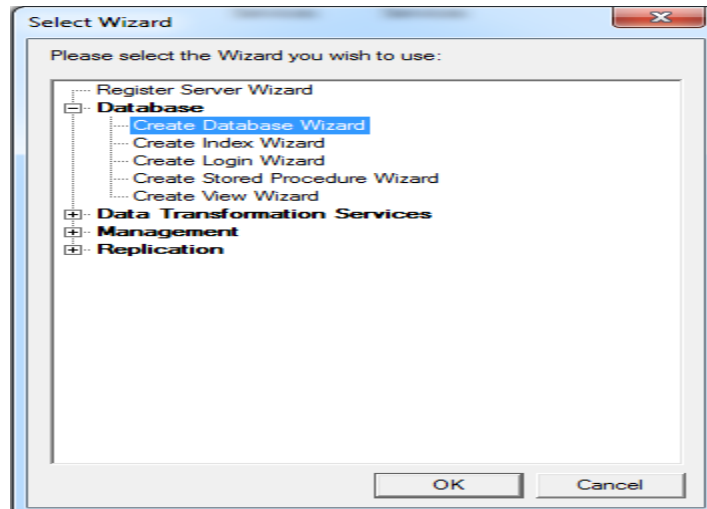 Select Wizard
Please select the Wizard you wish to use:
Register Server Wizard
Database
Create Database Wizard
Create Index Wizard
Create Login Wizard
Create Stored Procedure Wizard
Create View Wizard
Data Transformation Services
Management
Replication
OK
Cancel